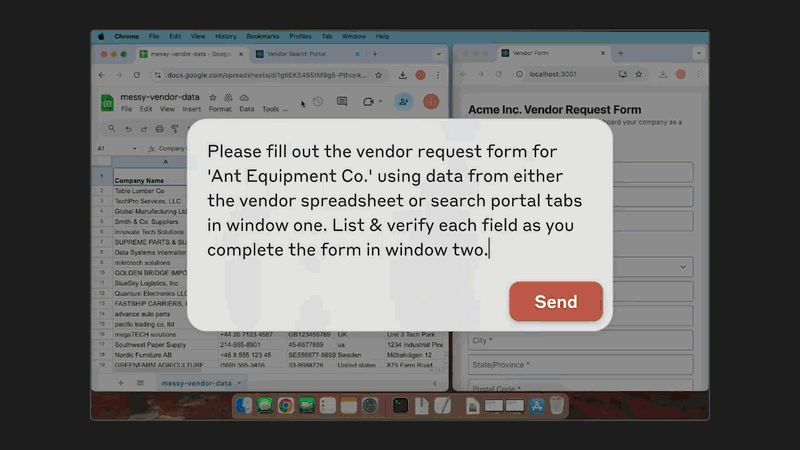 Chrome File Edit View History Bookmarks Profiles Tab Window Help
messy-vendor-data - Google
Vendor Search Portal
docs.google.com/spreadsheets/d/1gtlEK545StM9g5-Pthonk...
messy-vendor-data
File Edit View Insert Format Data Tools ...
A1
Company
A
1 Company Name
2 Table Lumber Co
3 TechPro Services, LLC
4 Global Manufacturing Ltd
5 Smith & Co. Suppliers
6 Innovate Tech Solutions
7 SUPREME PARTS & SU
8 Data Systems Internation
9 mikrotech solutions
10 GOLDEN BRIDGE IMPO
11 BlueSky Logistics, Inc
12 Quantum Electronics LLC
13 FASTSHIP CARRIERS,
14 advance auto parts
15 pacific trading co. ltd
16 megaTECH solutions +44 20 7123 4567 GB123456789 UK Unit 3 Tech Park
17 Southwest Paper Supply 214-555-8901 45-6677889 us 1234 Industrial Pkw
18 Nordic Furniture AB +46 8 555 123 45 SE556677-8899 Sweden Möbelvägen 12
19 GREENFARM AGRICULTURE (559) 555-3456 33-9988776 United states 875 Farm Road
messy-vendor-data
Vendor Form
localhost:3001
Acme Inc. Vendor Request Form
board your company as a
City *
State/Province *
Postal Code *
Please fill out the vendor request form for
'Ant Equipment Co.' using data from either
the vendor spreadsheet or search portal tabs
in window one. List & verify each field as you
complete the form in window two.
Send